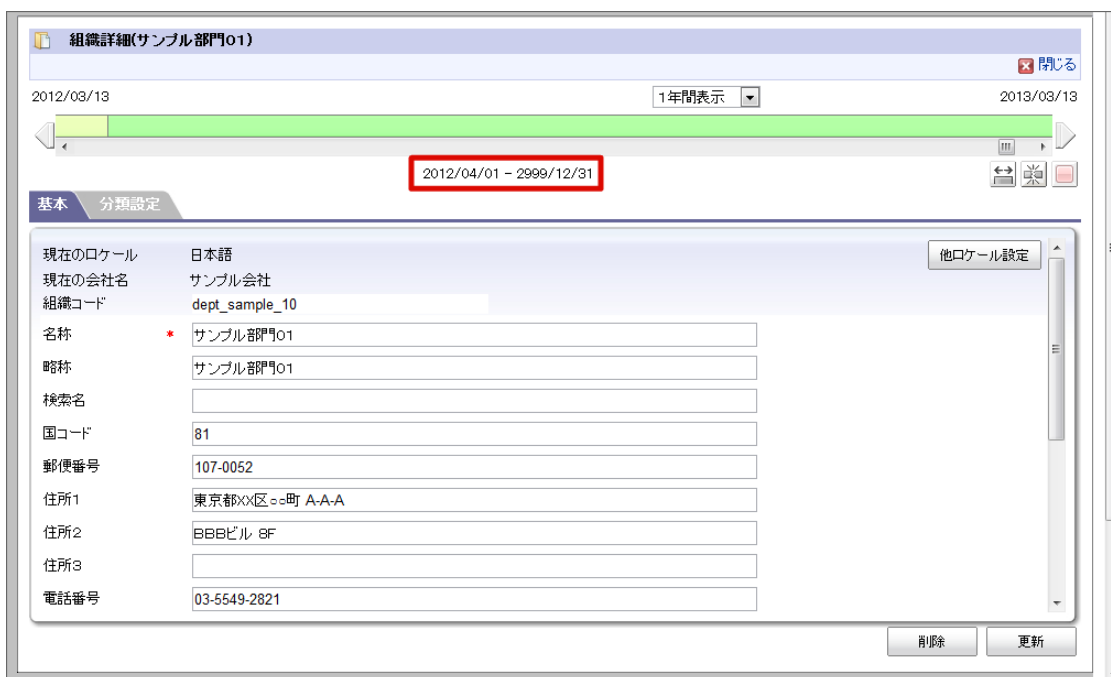 組織詳細(サンプル部門01)
閉じる
2012/03/13 1年間表示 2013/03/13
2012/04/01 - 2999/12/31
基本 分類設定
現在のロケール 日本語 他ロケール設定
現在の会社名 サンプル会社
組織コード dept_sample_10
名称 * サンプル部門01
略称 サンプル部門01
検索名
国コード 81
郵便番号 107-0052
住所1 東京都XX区○○町 A-A-A
住所2 BBBビル 8F
住所3
電話番号 03-5549-2821
削除 更新